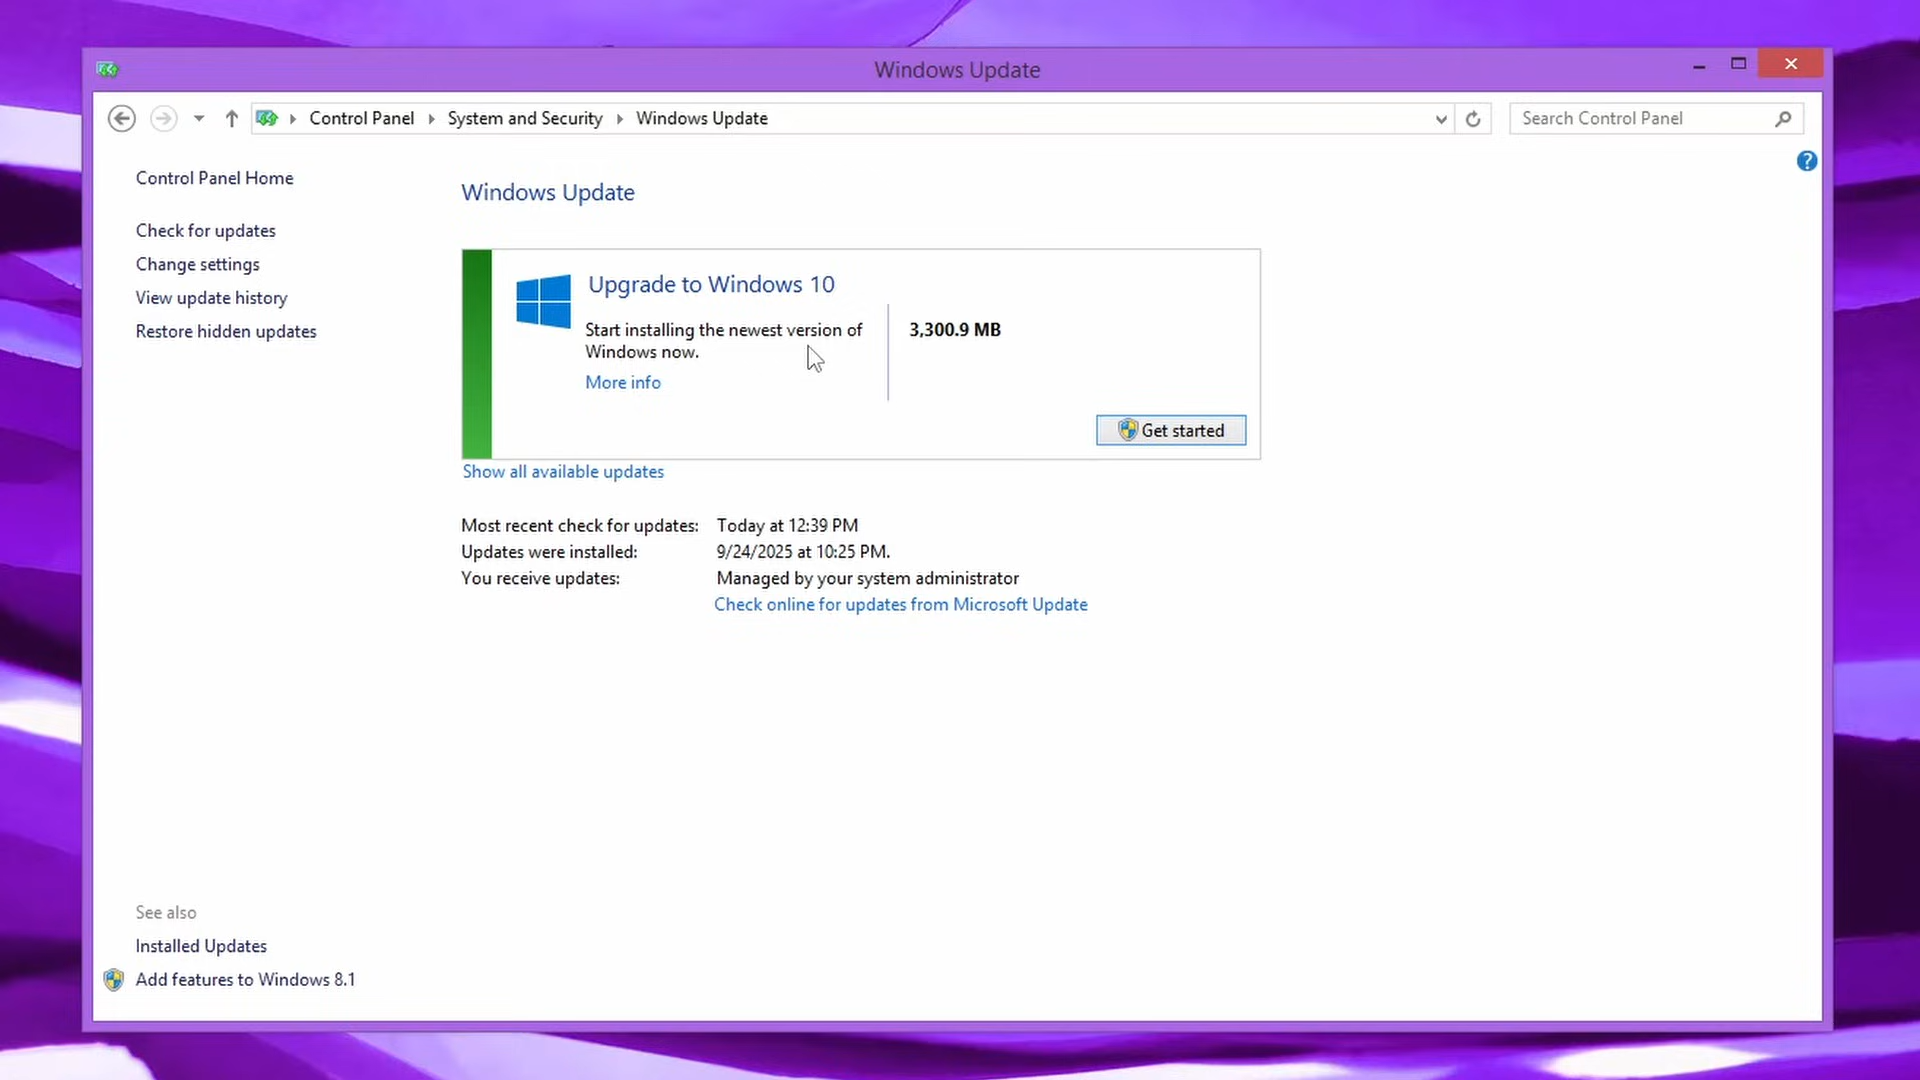 Windows Update
Control Panel System and Security Windows Update
Search Control Panel
Control Panel Home
Check for updates
Change settings
View update history
Restore hidden updates
Windows Update
Upgrade to Windows 10
Start installing the newest version of
Windows now.
More info
3,300.9 MB
Get started
Show all available updates
Most recent check for updates: Today at 12:39 PM
Updates were installed: 9/24/2025 at 10:25 PM.
You receive updates: Managed by your system administrator
Check online for updates from Microsoft Update
See also
Installed Updates
Add features to Windows 8.1